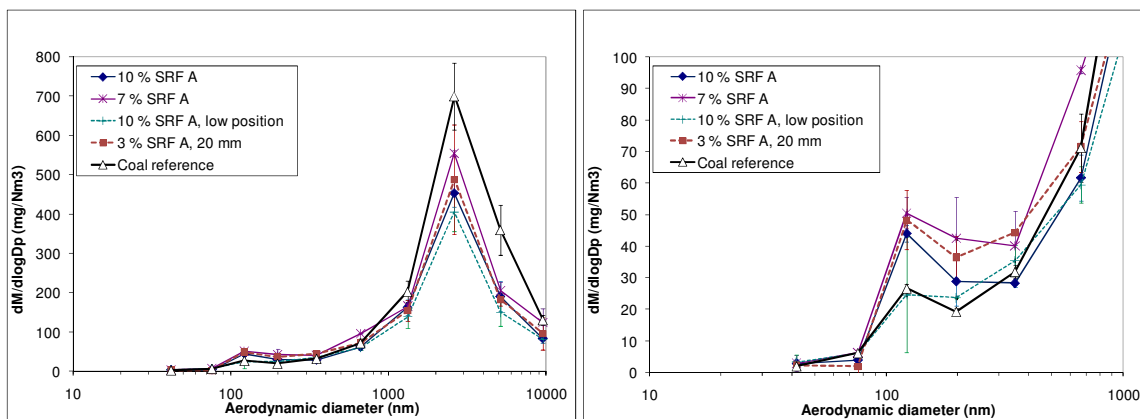 800
700
600
500
400
300
200
100
0
10
100
1000
10000
Aerodynamic diameter (nm)
dM/dlogDp (mg/Nm3)
10 % SRF A
7 % SRF A
10 % SRF A, low position
3 % SRF A, 20 mm
Coal reference
100
90
80
70
60
50
40
30
20
10
0
10
100
1000
Aerodynamic diameter (nm)
dM/dlogDp (mg/Nm3)
10 % SRF A
7 % SRF A
10 % SRF A, low position
3 % SRF A, 20 mm
Coal reference